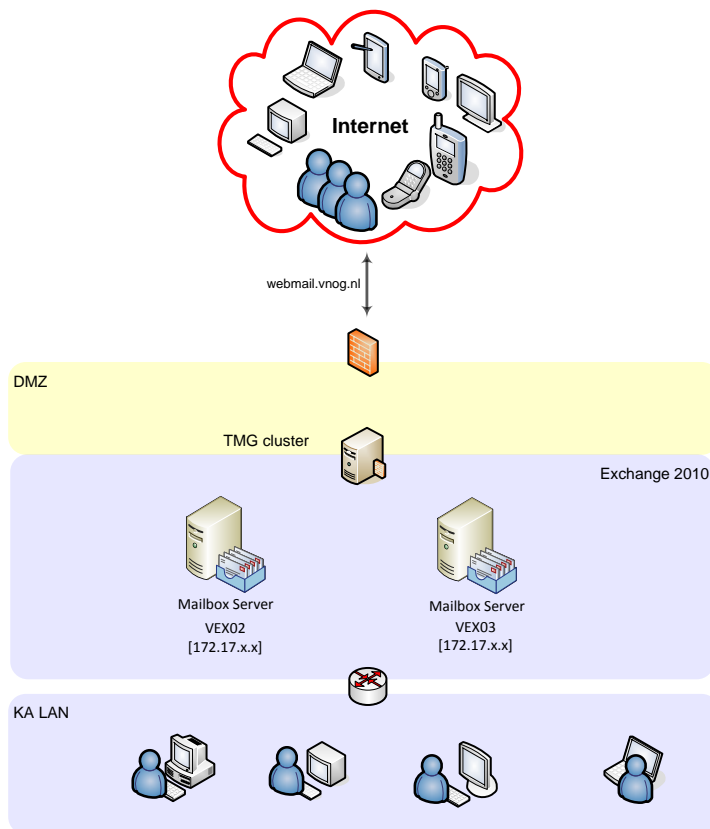 Internet
webmail.vnog.nl
DMZ
TMG cluster
Exchange 2010
Mailbox Server
VEX02
[172.17.x.x]
Mailbox Server
VEX03
[172.17.x.x]
KA LAN